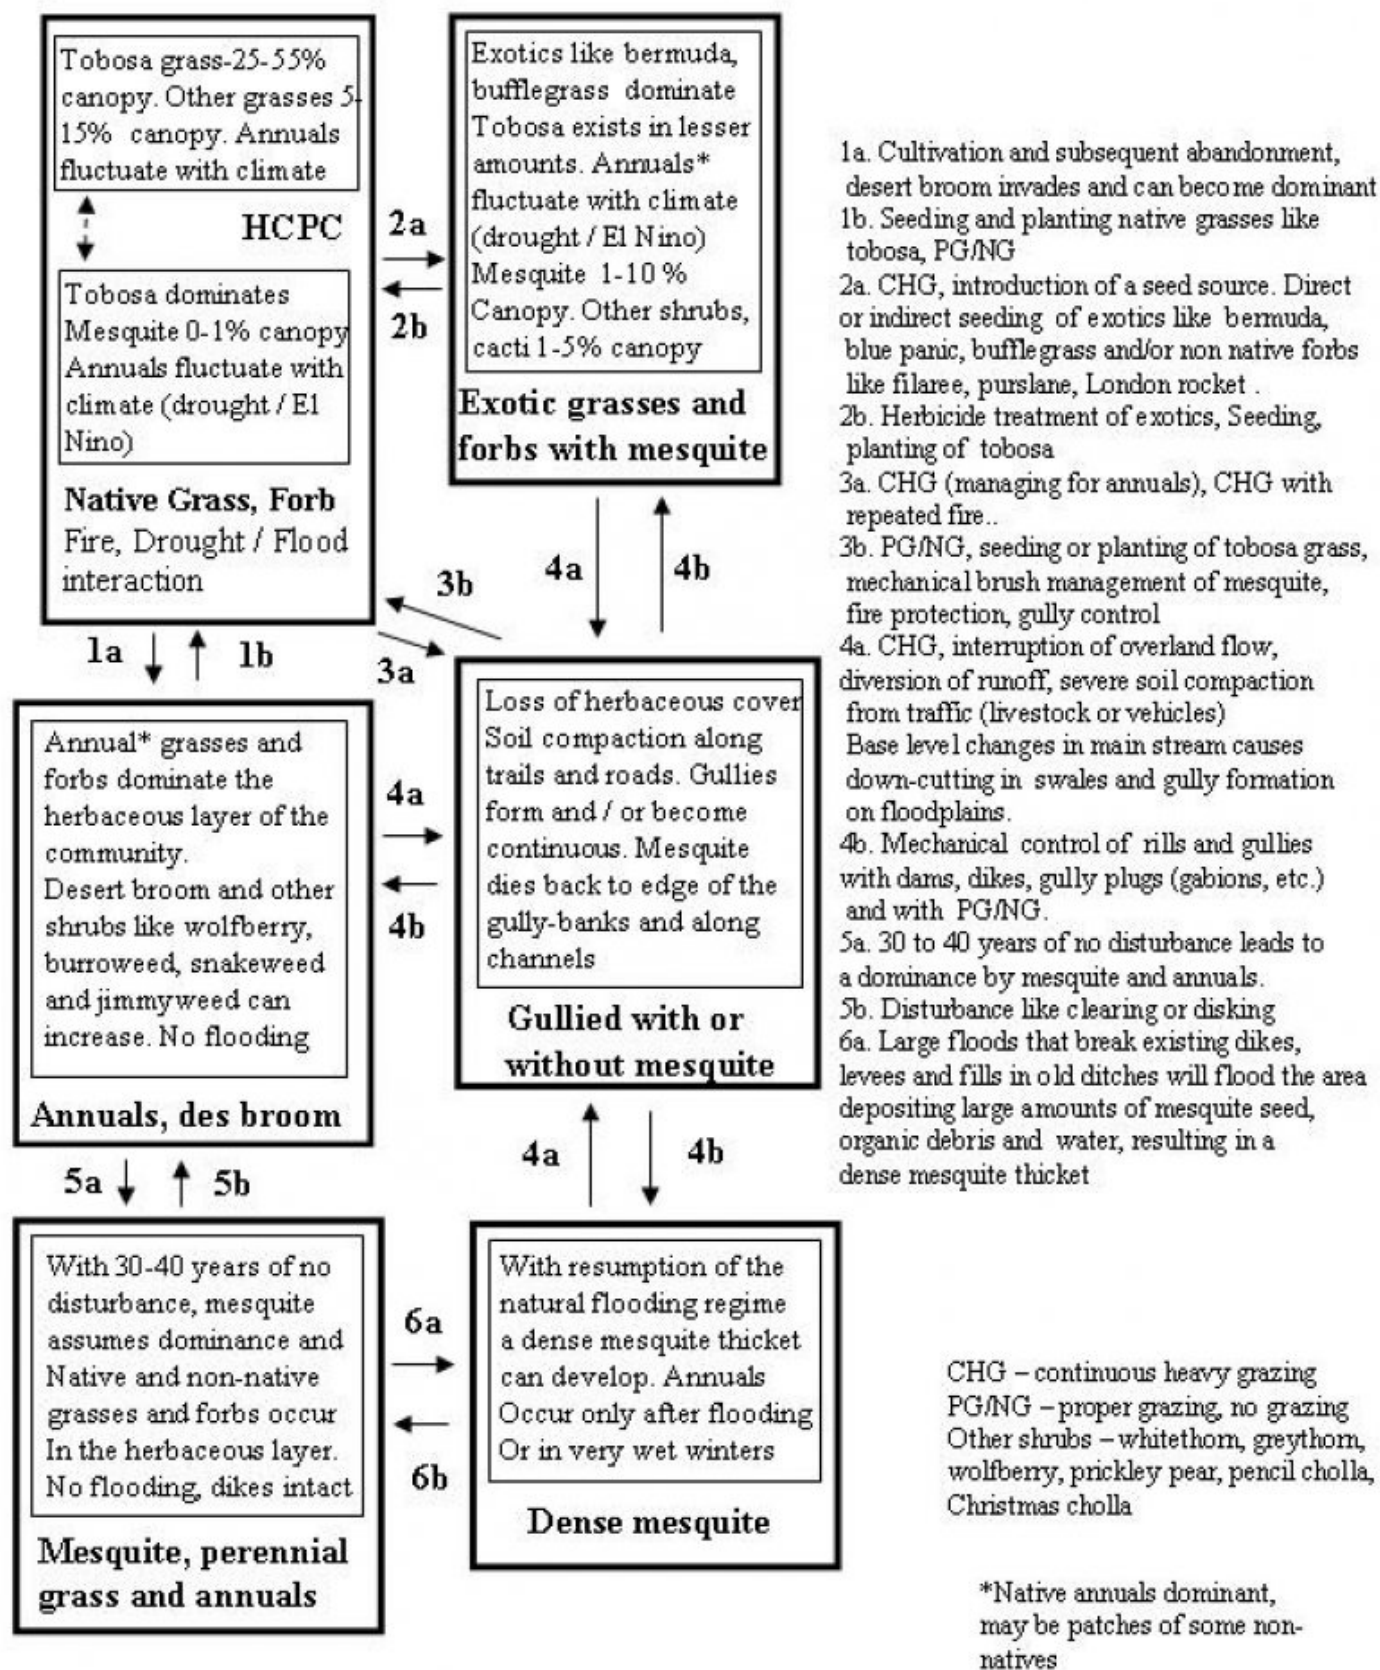 Tobosa grass-25-55%
canopy. Other grasses 5-
15% canopy. Annuals
fluctuate with climate
HCPC
Tobosa dominates
Mesquite 0-1% canopy
Annuals fluctuate with
climate (drought / El
Nino)
Native Grass, Forb
Fire, Drought / Flood
interaction
2a
2b
Exotics like bermuda,
bufflegrass dominate
Tobosa exists in lesser
amounts. Annuals*
fluctuate with climate
(drought / El Nino)
Mesquite 1-10 %
Canopy. Other shrubs,
cacti 1-5% canopy
Exotic grasses and
forbs with mesquite
1a
1b
3b
3a
4a
4b
Annual* grasses and
forbs dominate the
herbaceous layer of the
community.
Desert broom and other
shrubs like wolfberry,
burroweed, snakeweed
and jimmyweed can
increase. No flooding
Annuals, des broom
4a
4b
Loss of herbaceous cover
Soil compaction along
trails and roads. Gullies
form and / or become
continuous. Mesquite
dies back to edge of the
gully-banks and along
channels
Gullied with or
without mesquite
5a
5b
4a
4b
With 30-40 years of no
disturbance, mesquite
assumes dominance and
Native and non-native
grasses and forbs occur
In the herbaceous layer.
No flooding, dikes intact
Mesquite, perennial
grass and annuals
6a
6b
With resumption of the
natural flooding regime
a dense mesquite thicket
can develop. Annuals
Occur only after flooding
Or in very wet winters
Dense mesquite
1a. Cultivation and subsequent abandonment,
desert broom invades and can become dominant
1b. Seeding and planting native grasses like
tobosa, PG/NG
2a. CHG, introduction of a seed source. Direct
or indirect seeding of exotics like bermuda,
blue panic, bufflegrass and/or non native forbs
like filaree, purslane, London rocket .
2b. Herbicide treatment of exotics, Seeding,
planting of tobosa
3a. CHG (managing for annuals), CHG with
repeated fire..
3b. PG/NG, seeding or planting of tobosa grass,
mechanical brush management of mesquite,
fire protection, gully control
4a. CHG, interruption of overland flow,
diversion of runoff, severe soil compaction
from traffic (livestock or vehicles)
Base level changes in main stream causes
down-cutting in swales and gully formation
on floodplains.
4b. Mechanical control of rills and gullies
with dams, dikes, gully plugs (gabions, etc.)
and with PG/NG.
5a. 30 to 40 years of no disturbance leads to
a dominance by mesquite and annuals.
5b. Disturbance like clearing or disking
6a. Large floods that break existing dikes,
levees and fills in old ditches will flood the area
depositing large amounts of mesquite seed,
organic debris and water, resulting in a
dense mesquite thicket
CHG – continuous heavy grazing
PG/NG – proper grazing, no grazing
Other shrubs – whitethorn, greythorn,
wolfberry, prickley pear, pencil cholla,
Christmas cholla
*Native annuals dominant,
may be patches of some non-
natives